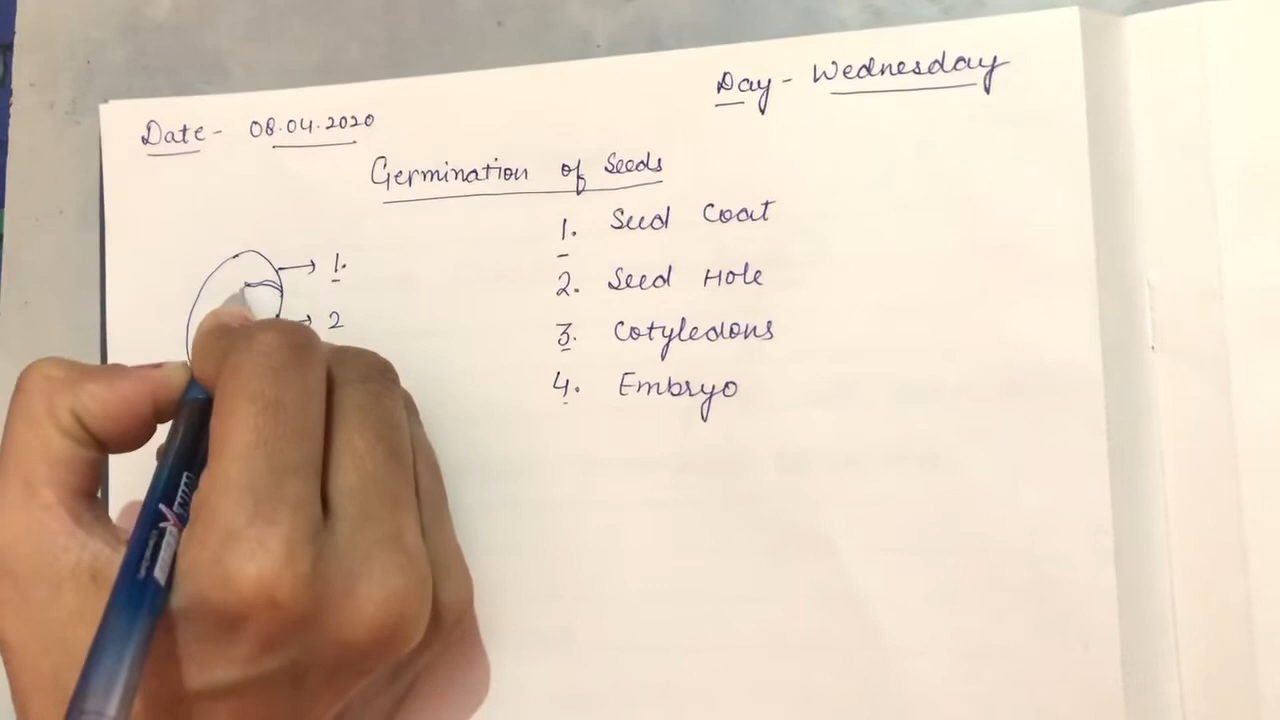 Day - Wednesday
Date - 08.04.2020
Germination of Seeds
1. Seed Coat
2. Seed Hole
3. Cotyledons
4. Embryo
1.
2